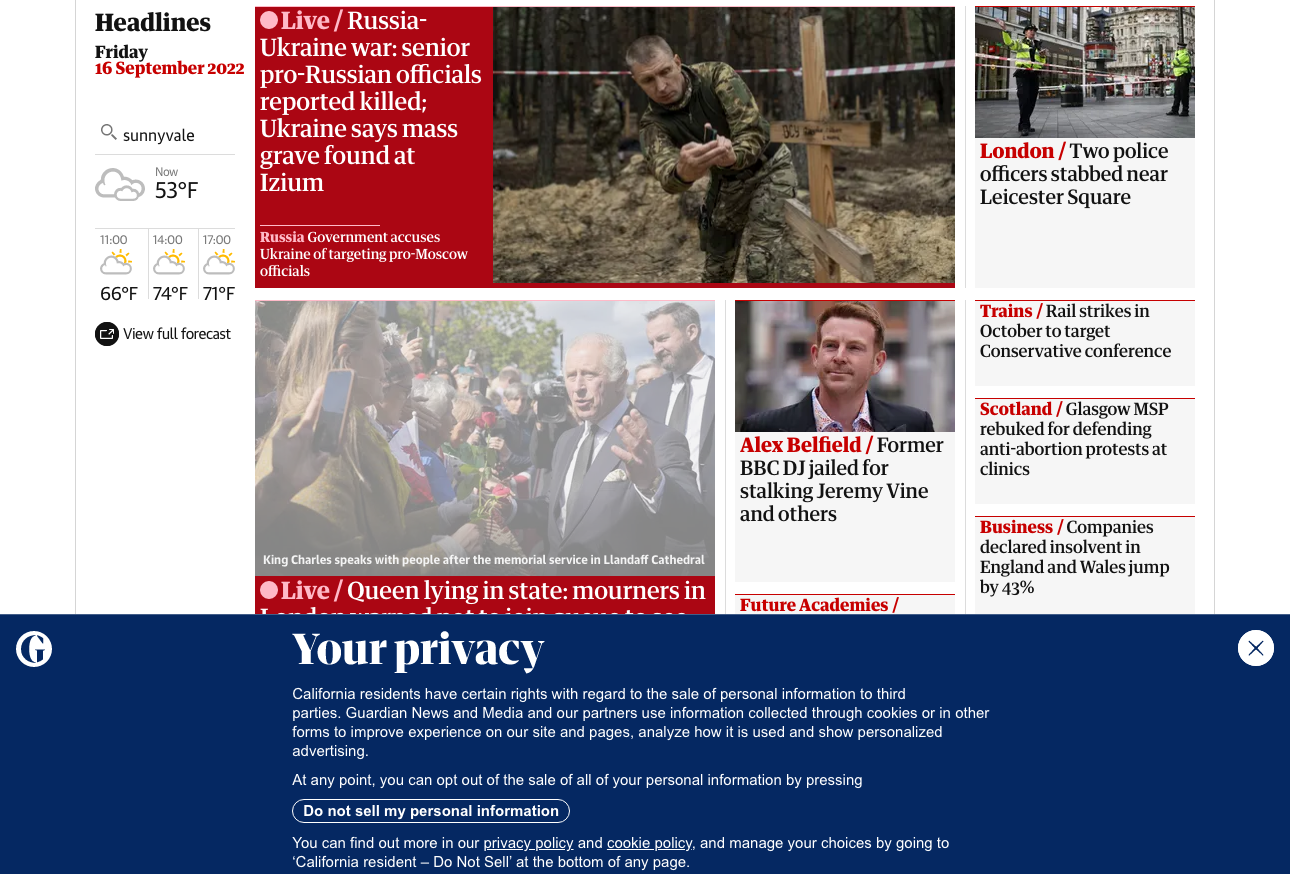 Headlines
Friday
16 September 2022
sunnyvale
Now
53°F
11:00
66°F
14:00
74°F
17:00
71°F
View full forecast
Live / Russia-
Ukraine war: senior
pro-Russian officials
reported killed;
Ukraine says mass
grave found at
Izium
Russia Government accuses
Ukraine of targeting pro-Moscow
officials
London / Two police
officers stabbed near
Leicester Square
King Charles speaks with people after the memorial service in Llandaff Cathedral
Live / Queen lying in state: mourners in
London warned not to join queue to see
Alex Belfield / Former
BBC DJ jailed for
stalking Jeremy Vine
and others
Future Academies /
Trains / Rail strikes in
October to target
Conservative conference
Scotland / Glasgow MSP
rebuked for defending
anti-abortion protests at
clinics
Business / Companies
declared insolvent in
England and Wales jump
by 43%
Your privacy
California residents have certain rights with regard to the sale of personal information to third
parties. Guardian News and Media and our partners use information collected through cookies or in other
forms to improve experience on our site and pages, analyze how it is used and show personalized
advertising.
At any point, you can opt out of the sale of all of your personal information by pressing
Do not sell my personal information
You can find out more in our privacy policy and cookie policy, and manage your choices by going to
‘California resident – Do Not Sell’ at the bottom of any page.